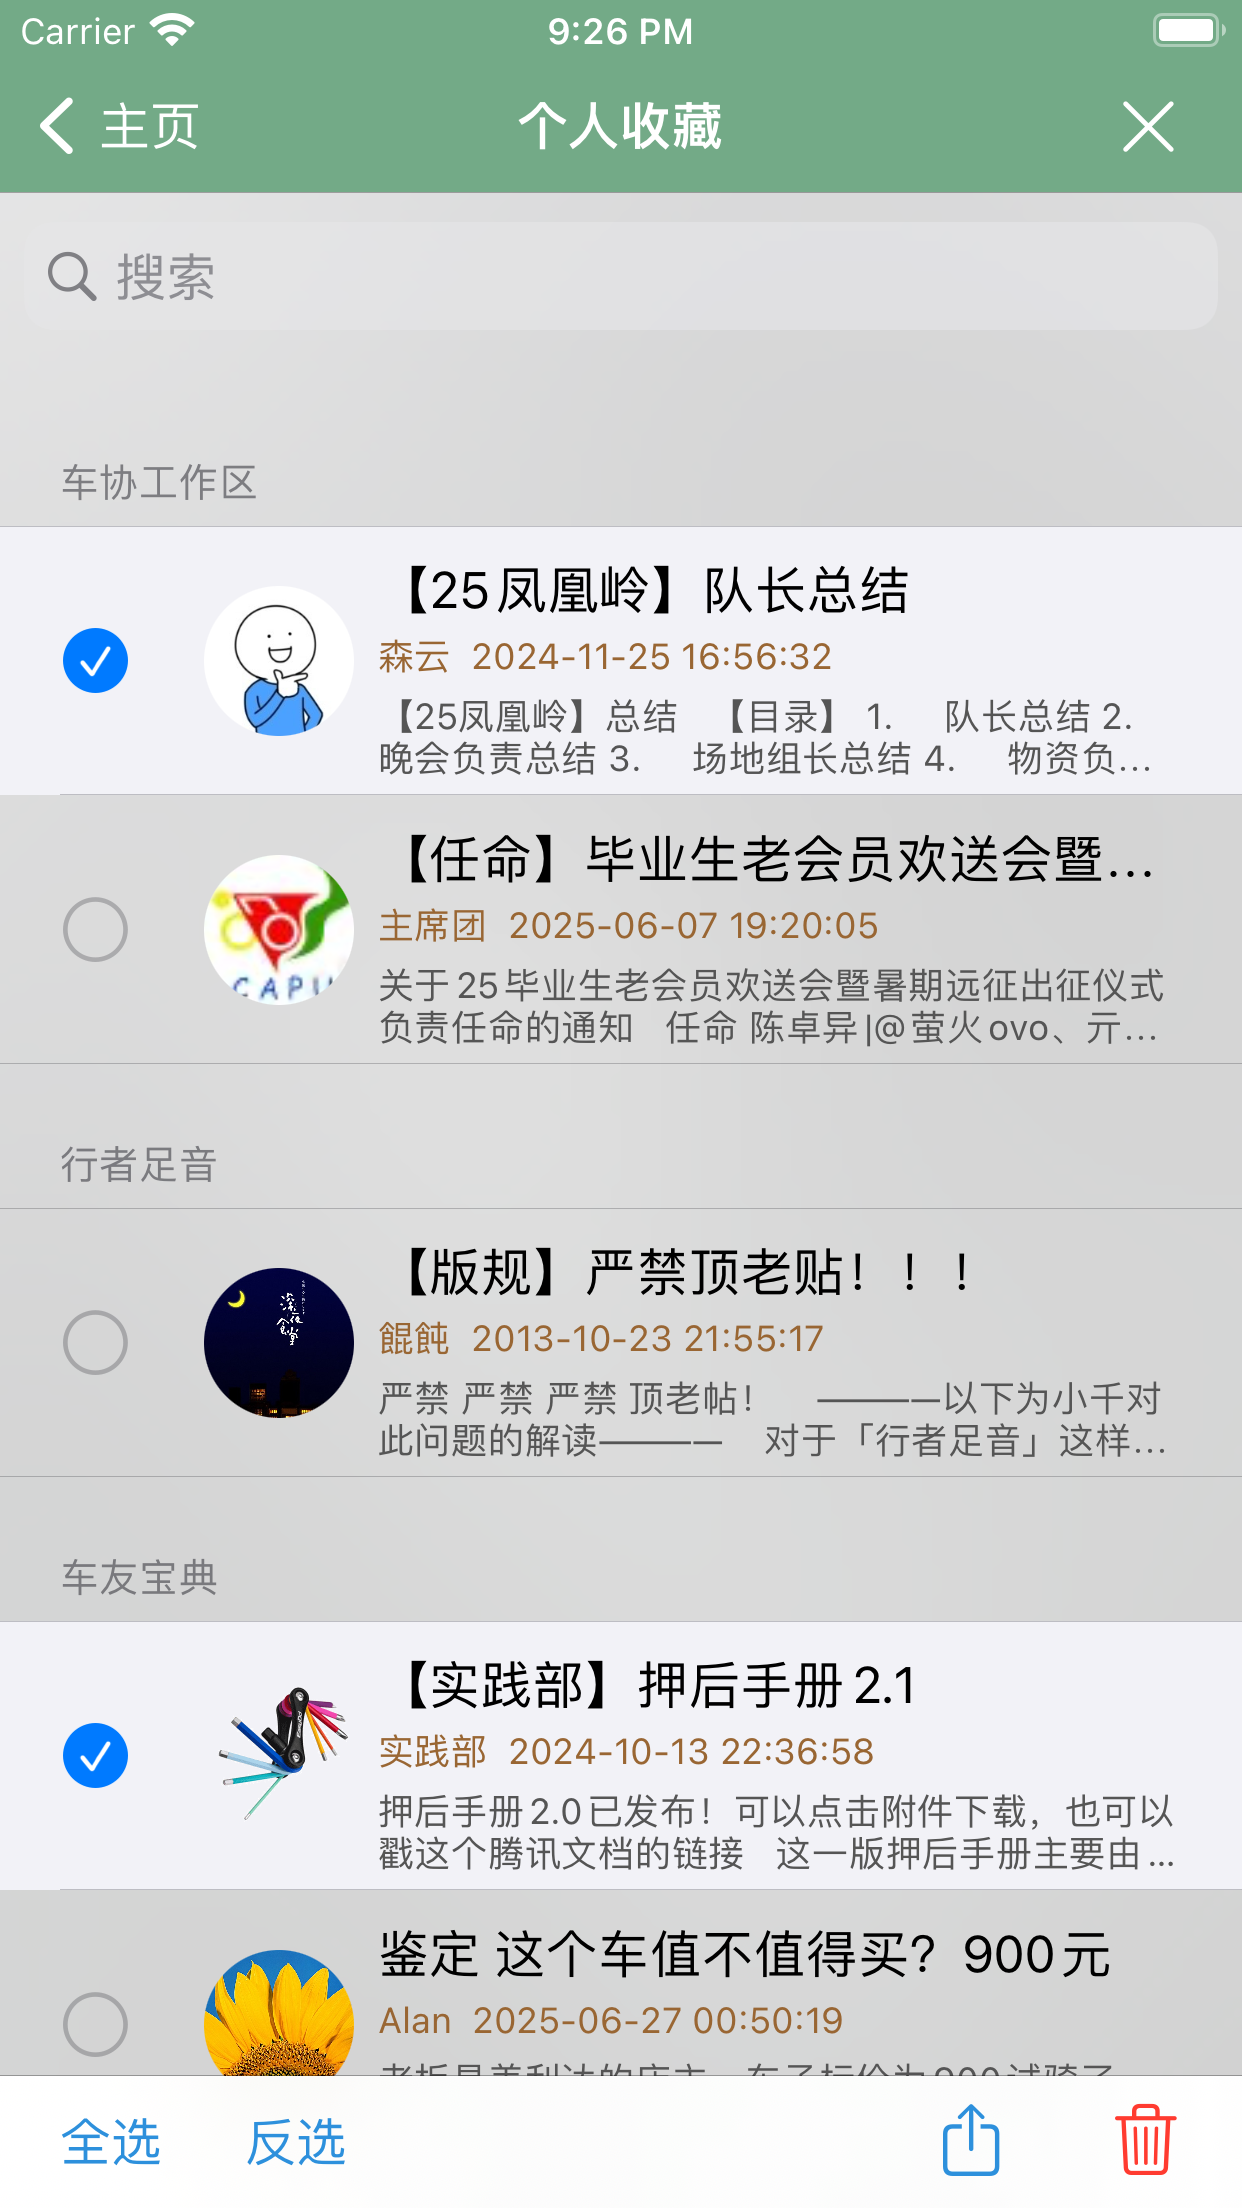 Carrier
9:26 PM
主页
个人收藏
搜索
车协工作区
【25凤凰岭】队长总结
森云 2024-11-25 16:56:32
【25凤凰岭】总结 【目录】 1. 队长总结 2.
晚会负责总结 3. 场地组长总结 4. 物资负...
【任命】毕业生老会员欢送会暨...
主席团 2025-06-07 19:20:05
CAPU
关于25毕业生老会员欢送会暨暑期远征出征仪式
负责任命的通知 任命 陈卓异|@萤火ovo、亓...
行者足音
【版规】严禁顶老贴！！！
餛飩 2013-10-23 21:55:17
深夜食堂
严禁 严禁 严禁 顶老帖！ ————以下为小千对
此问题的解读———— 对于「行者足音」这样...
车友宝典
【实践部】押后手册2.1
实践部 2024-10-13 22:36:58
押后手册2.0已发布！可以点击附件下载，也可以
戳这个腾讯文档的链接 这一版押后手册主要由...
鉴定 这个车值不值得买？900元
Alan 2025-06-27 00:50:19
全选
反选